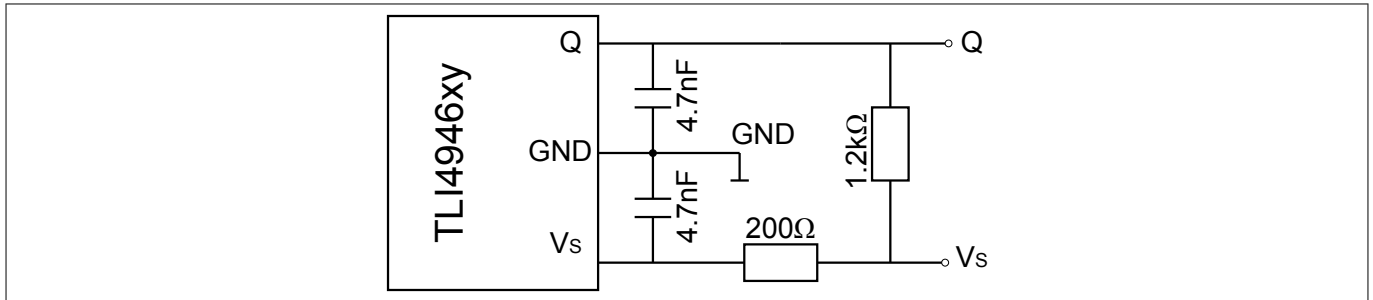 TLI4946xy
Q
GND
Vs
4.7nF
4.7nF
GND
200Ω
1.2kΩ
Q
Vs